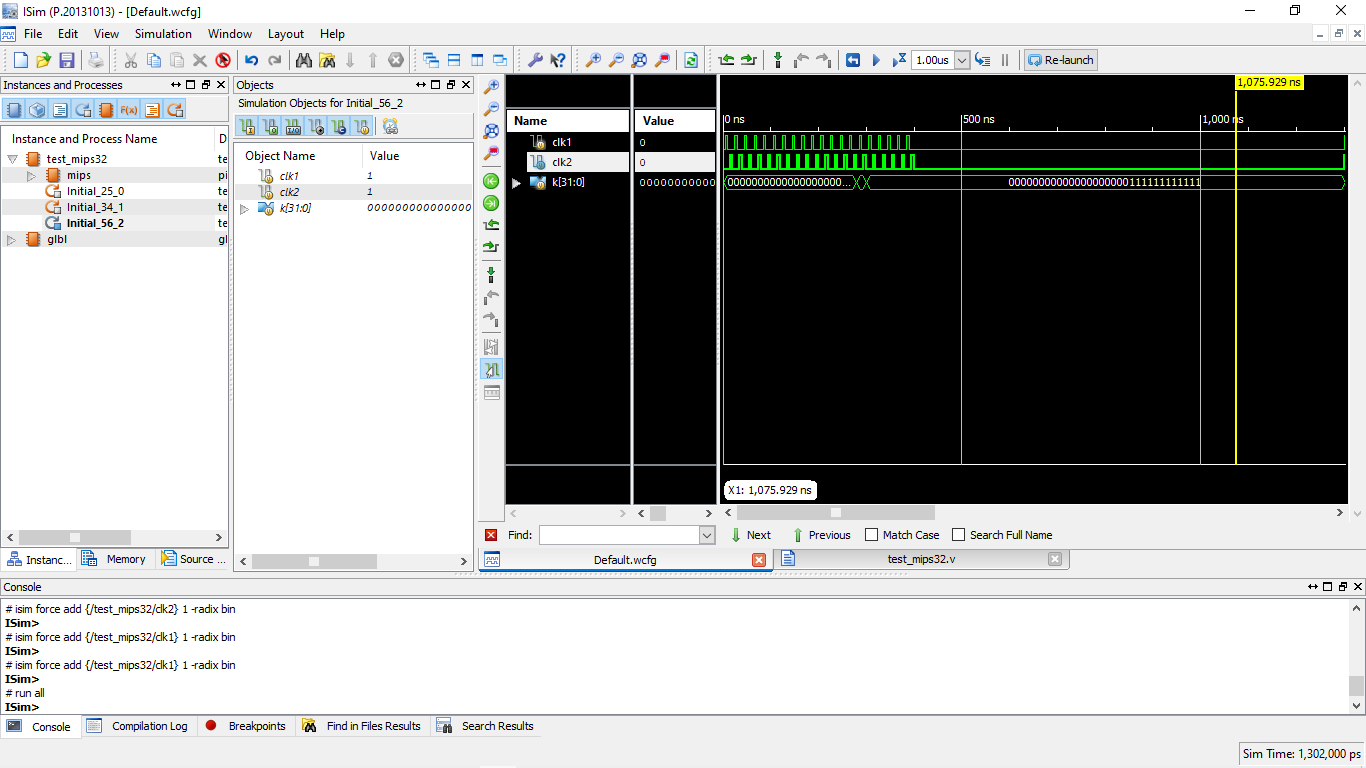 ISim (P.20131013) - [Default.wcfg]
File Edit View Simulation Window Layout Help
1.00us Re-launch
Instances and Processes
Instance and Process Name D
test_mips32 te
mips pi
Initial_25_0 te
Initial_34_1 te
Initial_56_2 te
glbl gl
Instanc... Memory Source ...
Objects
Simulation Objects for Initial_56_2
Object Name Value
clk1 1
clk2 1
k[31:0] 000000000000000
Name Value
clk1 0
clk2 0
k[31:0] 00000000000
1,075.929 ns
0 ns 500 ns 1,000 ns
0000000000000000000... 00000000000000000000111111111111
X1: 1,075.929 ns
Find: Next Previous Match Case Search Full Name
Default.wcfg test_mips32.v
Console
# isim force add {/test_mips32/clk2} 1 -radix bin
ISim>
# isim force add {/test_mips32/clk1} 1 -radix bin
ISim>
# isim force add {/test_mips32/clk1} 1 -radix bin
ISim>
# run all
ISim>
Console Compilation Log Breakpoints Find in Files Results Search Results
Sim Time: 1,302,000 ps